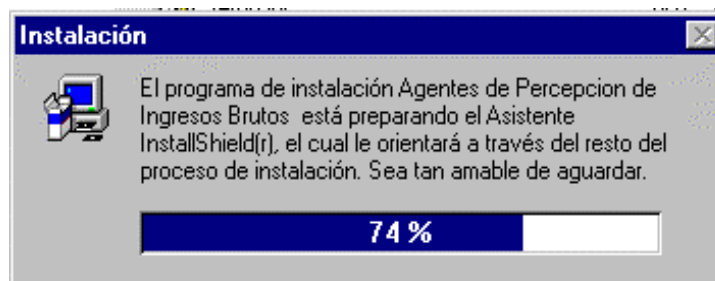 Instalación
El programa de instalación Agentes de Percepcion de
Ingresos Brutos está preparando el Asistente
InstallShield(r), el cual le orientará a través del resto del
proceso de instalación. Sea tan amable de aguardar.
74 %